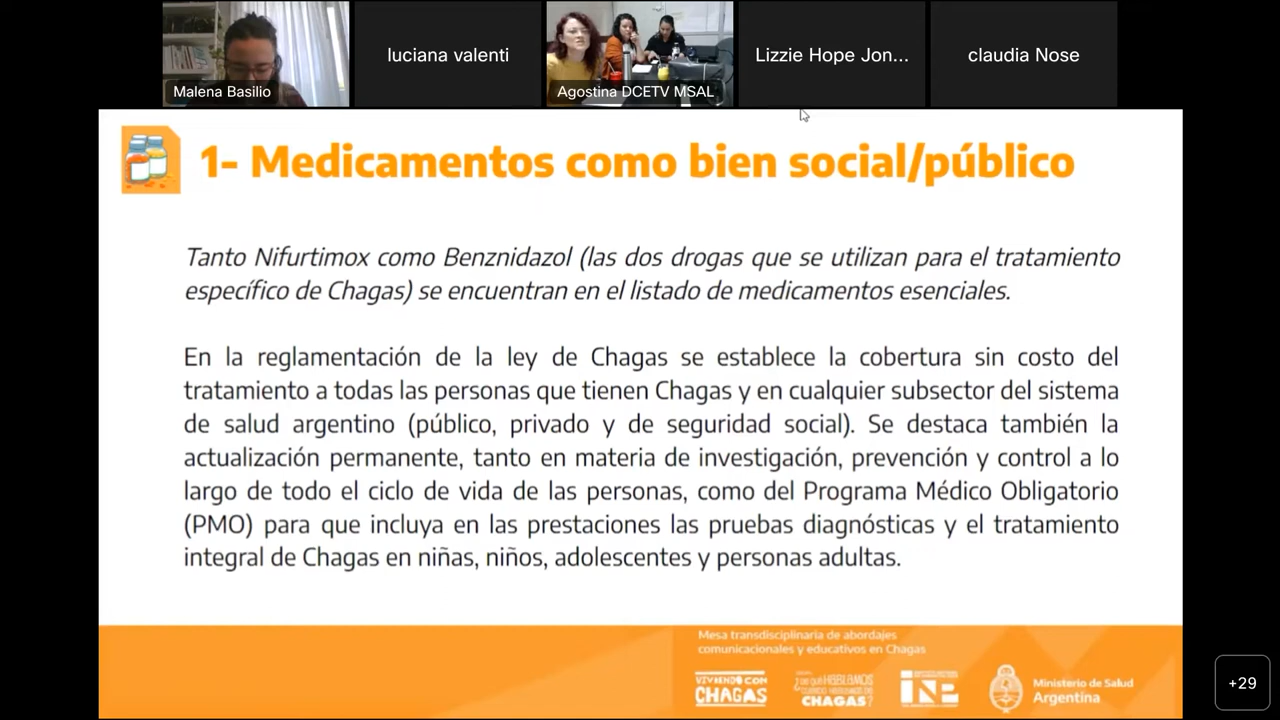 Malena Basilio
luciana valenti
Agostina DCETV MSAL
Lizzie Hope Jon...
claudia Nose
1- Medicamentos como bien social/público
Tanto Nifurtimox como Benznidazol (las dos drogas que se utilizan para el tratamiento
específico de Chagas) se encuentran en el listado de medicamentos esenciales.
En la reglamentación de la ley de Chagas se establece la cobertura sin costo del
tratamiento a todas las personas que tienen Chagas y en cualquier subsector del sistema
de salud argentino (público, privado y de seguridad social). Se destaca también la
actualización permanente, tanto en materia de investigación, prevención y control a lo
largo de todo el ciclo de vida de las personas, como del Programa Médico Obligatorio
(PMO) para que incluya en las prestaciones las pruebas diagnósticas y el tratamiento
integral de Chagas en niñas, niños, adolescentes y personas adultas.
Mesa transdisciplinaria de abordajes
comunicacionales y educativos en Chagas
VIVIENDO CON
CHAGAS
¿DE QUÉ HABLAMOS
CUANDO HABLAMOS DE
CHAGAS?
INP
Ministerio de Salud
Argentina
+29